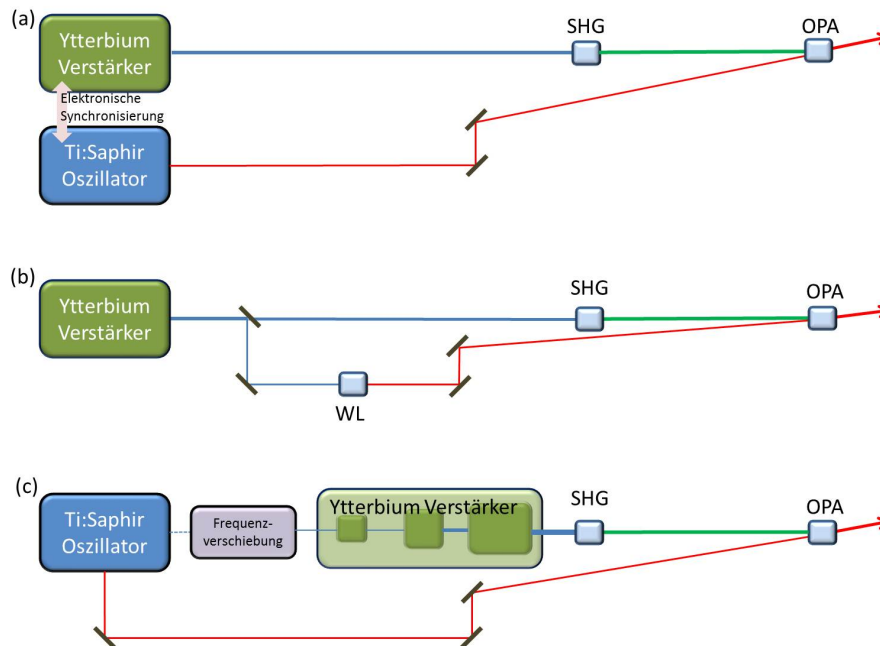 (a)
Ytterbium
Verstärker
SHG
OPA
Elektronische
Synchronisierung
Ti:Saphir
Oszillator
(b)
Ytterbium
Verstärker
SHG
OPA
WL
(c)
Ti:Saphir
Oszillator
Frequenz-
verschiebung
Ytterbium Verstärker
SHG
OPA